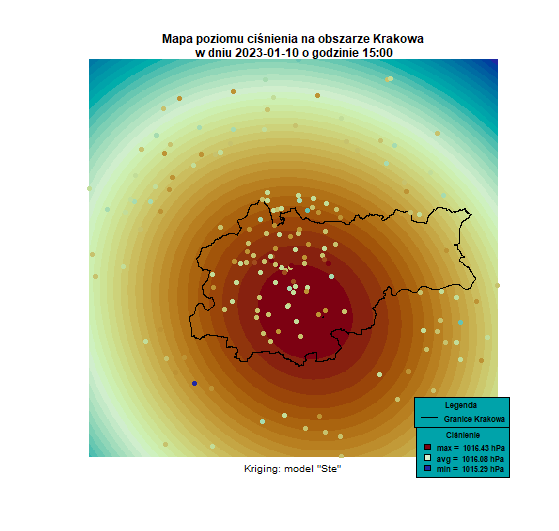 Mapa poziomu ciśnienia na obszarze Krakowa
w dniu 2023-01-10 o godzinie 15:00
Legenda
Granice Krakowa
Ciśnienie
max = 1016.43 hPa
avg = 1016.08 hPa
min = 1015.29 hPa
Kriging: model "Ste"